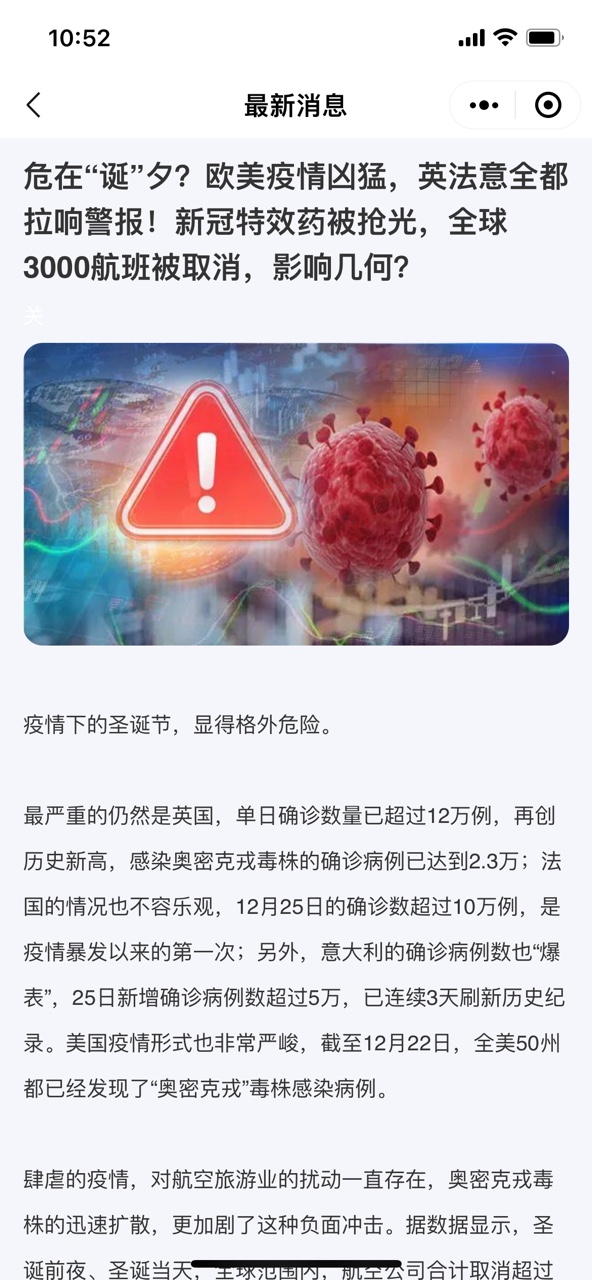 10:52
最新消息
危在“诞”夕？欧美疫情凶猛，英法意全都
拉响警报！新冠特效药被抢光，全球
3000航班被取消，影响几何？
关
疫情下的圣诞节，显得格外危险。
最严重的仍然是英国，单日确诊数量已超过12万例，再创
历史新高，感染奥密克戎毒株的确诊病例已达到2.3万；法
国的情况也不容乐观，12月25日的确诊数超过10万例，是
疫情暴发以来的第一次；另外，意大利的确诊病例数也“爆
表”，25日新增确诊病例数超过5万，已连续3天刷新历史纪
录。美国疫情形式也非常严峻，截至12月22日，全美50州
都已经发现了“奥密克戎”毒株感染病例。
肆虐的疫情，对航空旅游业的扰动一直存在，奥密克戎毒
株的迅速扩散，更加剧了这种负面冲击。据数据显示，圣
诞前夜、圣诞当天，全球范围内，航空公司合计取消超过